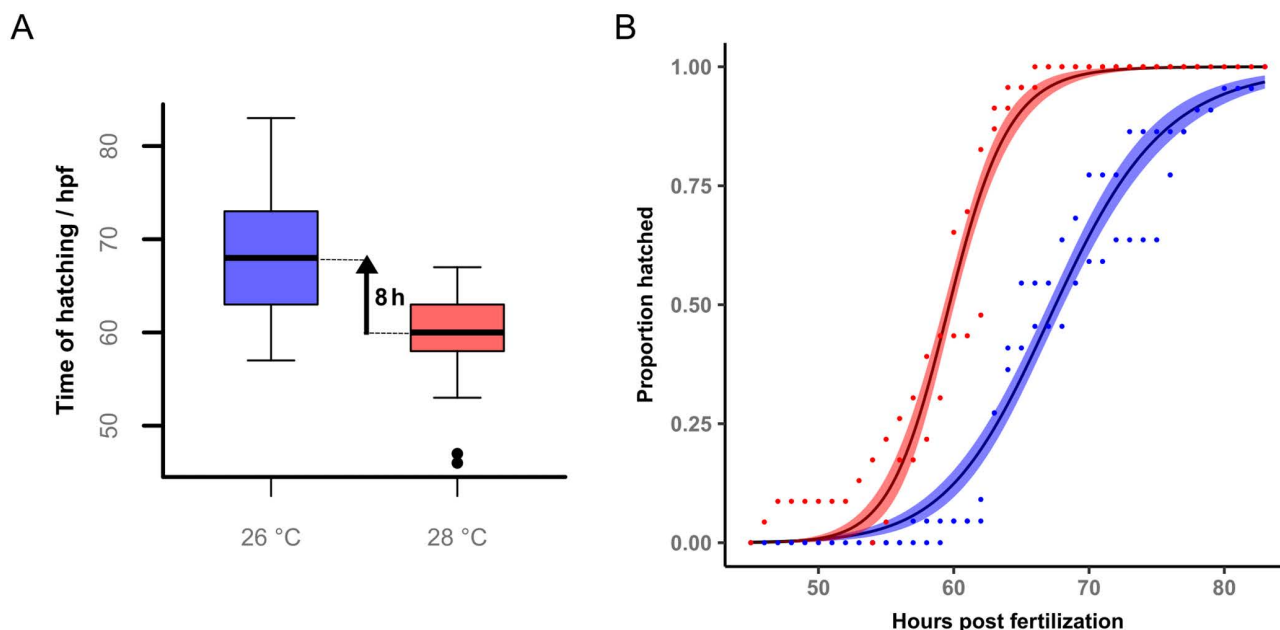 A
Time of hatching / hpf
80
70
60
50
8 h
26 °C
28 °C
B
Proportion hatched
1.00
0.75
0.50
0.25
0.00
50
60
70
80
Hours post fertilization